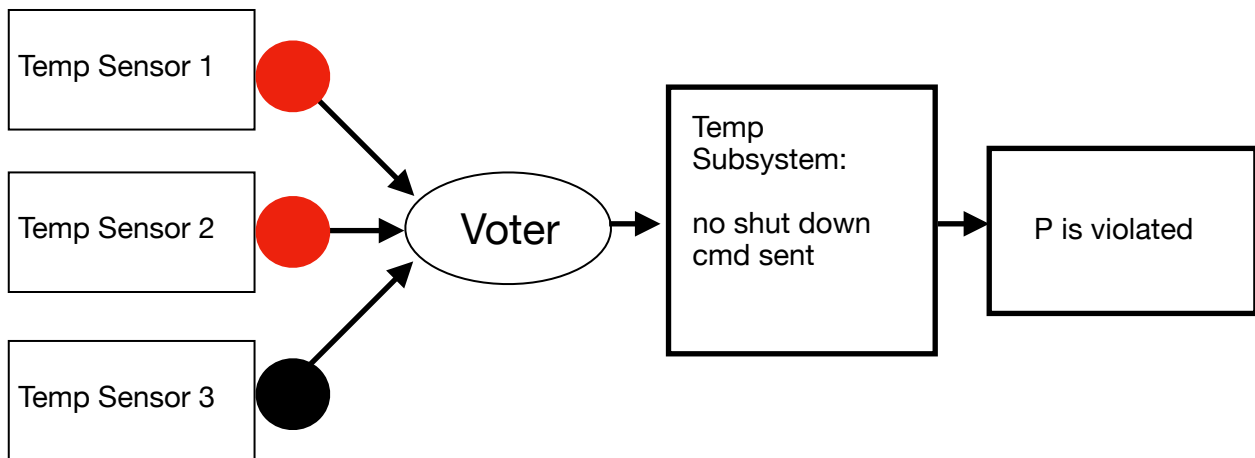 Temp Sensor 1
Temp Sensor 2
Temp Sensor 3
Voter
Temp
Subsystem:
no shut down
cmd sent
P is violated